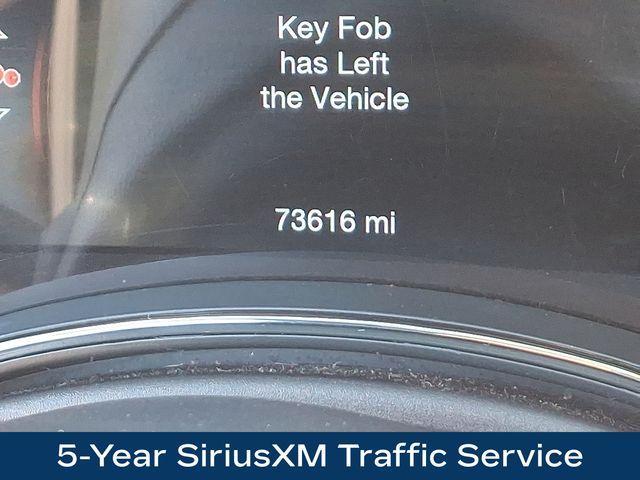 Key Fob
has Left
the Vehicle
73616 mi
5-Year SiriusXM Traffic Service